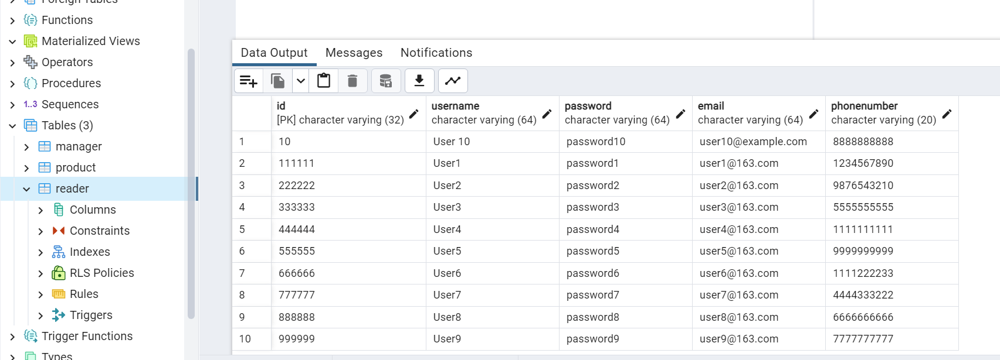 Foreign Tables
Functions
Materialized Views
Operators
Procedures
1..3 Sequences
Tables (3)
manager
product
reader
Columns
Constraints
Indexes
RLS Policies
Rules
Triggers
Trigger Functions
Types
Data Output Messages Notifications
id username password email phonenumber
[PK] character varying (32) character varying (64) character varying (64) character varying (64) character varying (20)
1 10 User 10 password10 user10@example.com 8888888888
2 111111 User1 password1 user1@163.com 1234567890
3 222222 User2 password2 user2@163.com 9876543210
4 333333 User3 password3 user3@163.com 5555555555
5 444444 User4 password4 user4@163.com 1111111111
6 555555 User5 password5 user5@163.com 9999999999
7 666666 User6 password6 user6@163.com 1111222233
8 777777 User7 password7 user7@163.com 4444333222
9 888888 User8 password8 user8@163.com 6666666666
10 999999 User9 password9 user9@163.com 7777777777